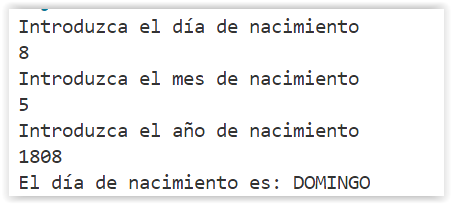 Introduzca el día de nacimiento
8
Introduzca el mes de nacimiento
5
Introduzca el año de nacimiento
1808
El día de nacimiento es: DOMINGO